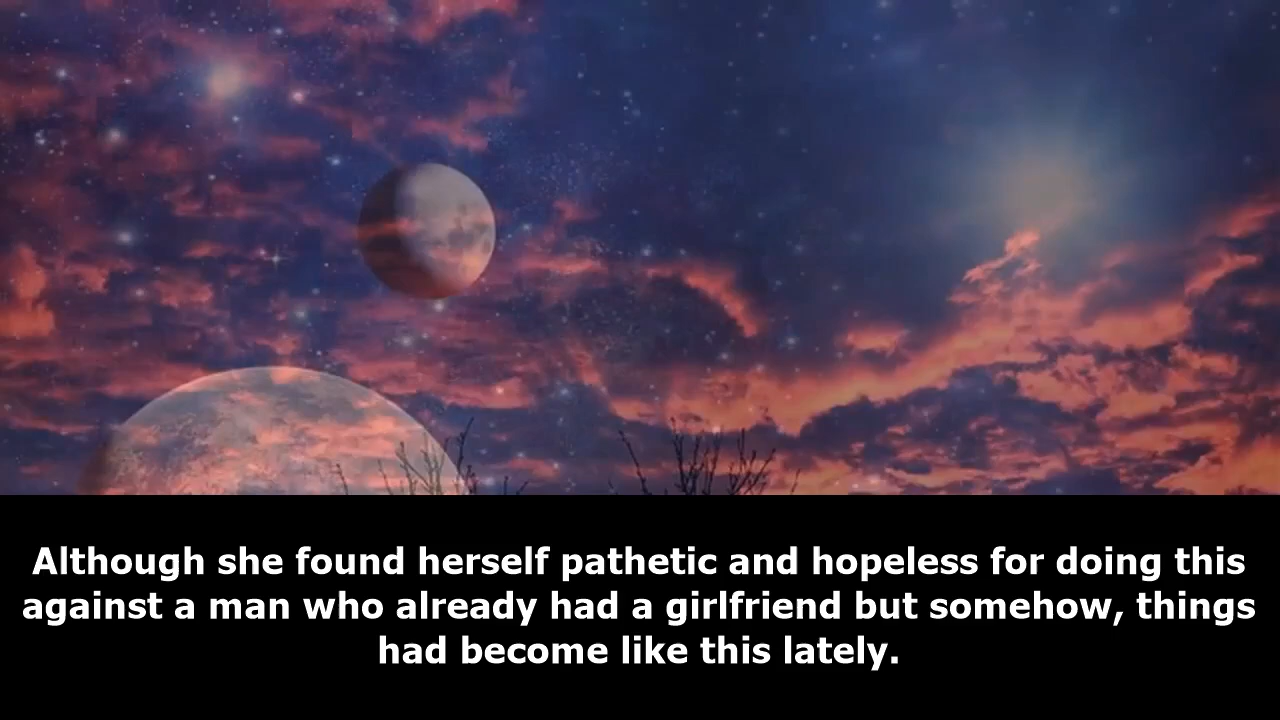 Although she found herself pathetic and hopeless for doing this
against a man who already had a girlfriend but somehow, things
had become like this lately.